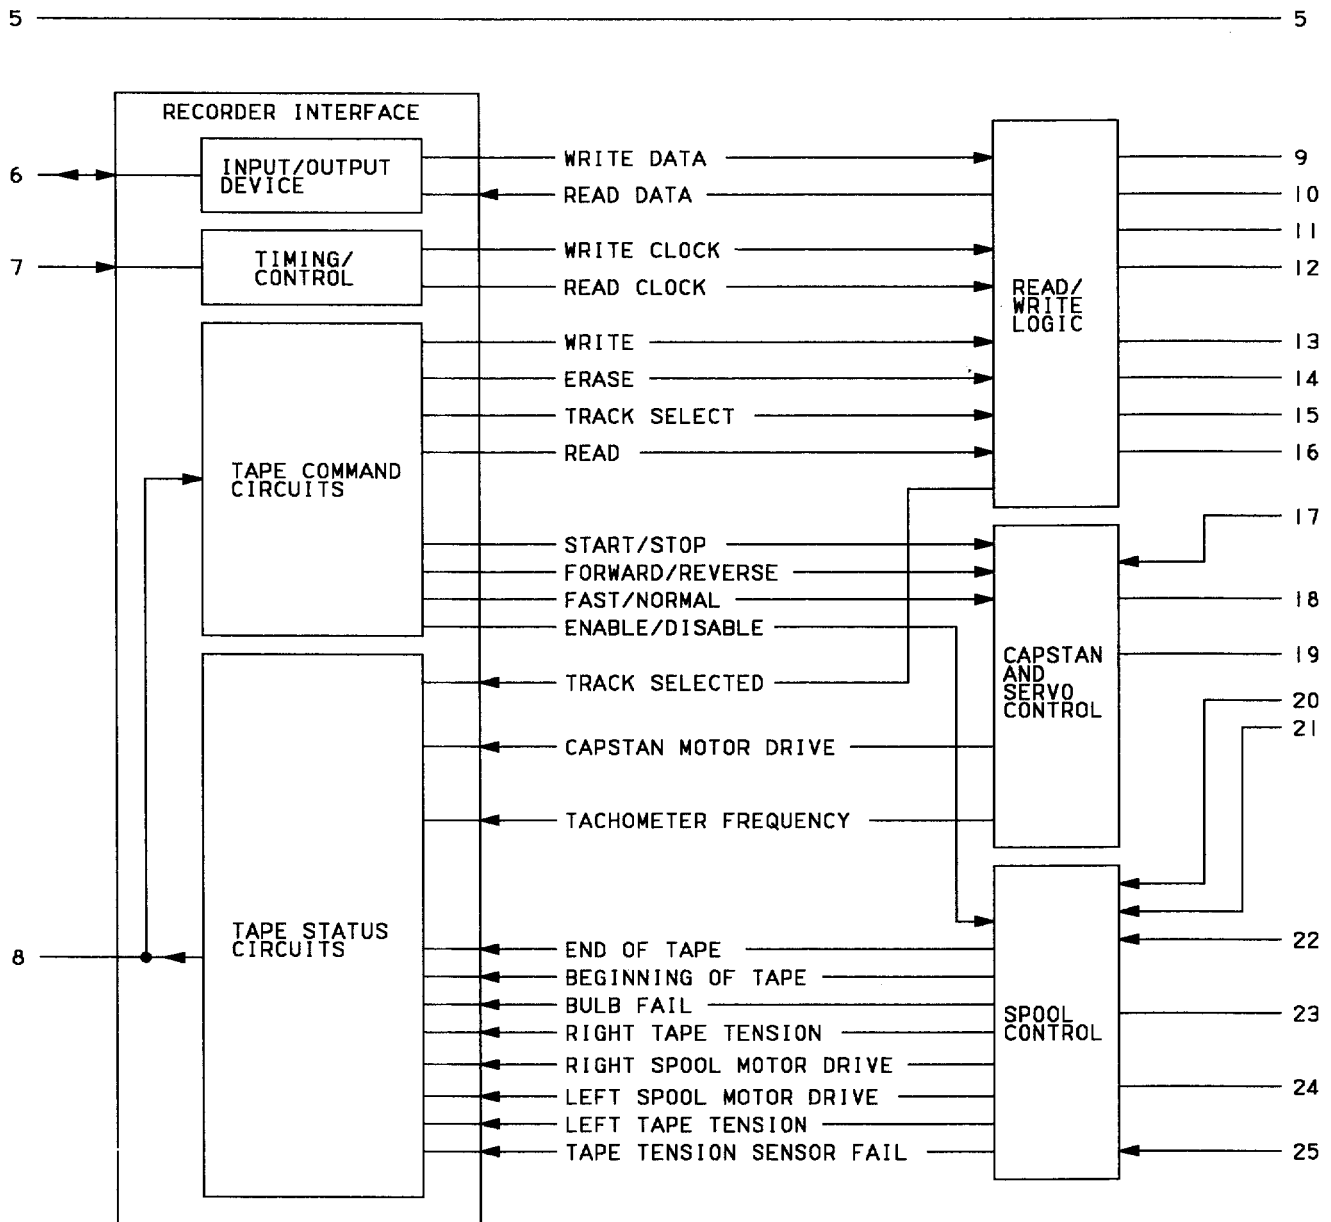 5 5
RECORDER INTERFACE
6
INPUT/OUTPUT
DEVICE
WRITE DATA
READ DATA
9
10
7
TIMING/
CONTROL
WRITE CLOCK
READ CLOCK
READ/
WRITE
LOGIC
11
12
TAPE COMMAND
CIRCUITS
WRITE
ERASE
TRACK SELECT
READ
13
14
15
16
START/STOP
FORWARD/REVERSE
FAST/NORMAL
ENABLE/DISABLE
TRACK SELECTED
CAPSTAN MOTOR DRIVE
TACHOMETER FREQUENCY
CAPSTAN
AND
SERVO
CONTROL
17
18
19
20
21
8
TAPE STATUS
CIRCUITS
END OF TAPE
BEGINNING OF TAPE
BULB FAIL
RIGHT TAPE TENSION
RIGHT SPOOL MOTOR DRIVE
LEFT SPOOL MOTOR DRIVE
LEFT TAPE TENSION
TAPE TENSION SENSOR FAIL
SPOOL
CONTROL
22
23
24
25